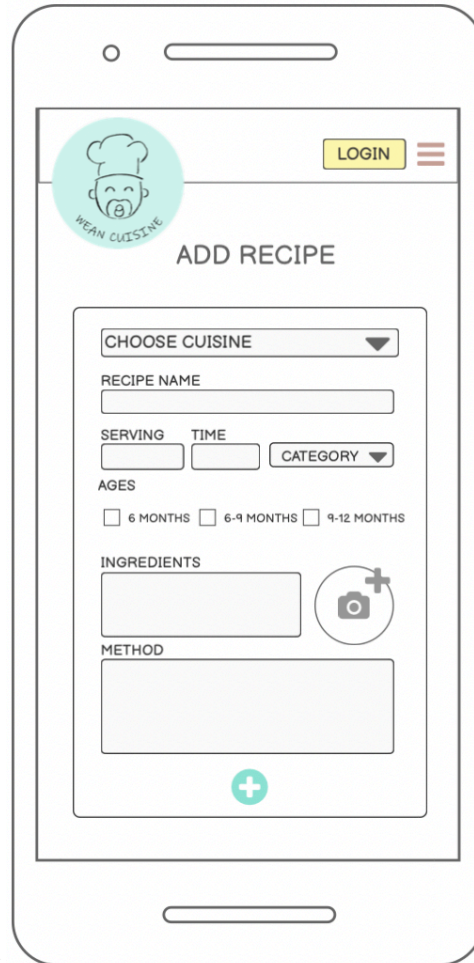 LOGIN
WEAN CUISINE
ADD RECIPE
CHOOSE CUISINE
RECIPE NAME
SERVING TIME
CATEGORY
AGES
6 MONTHS 6-9 MONTHS 9-12 MONTHS
INGREDIENTS
METHOD